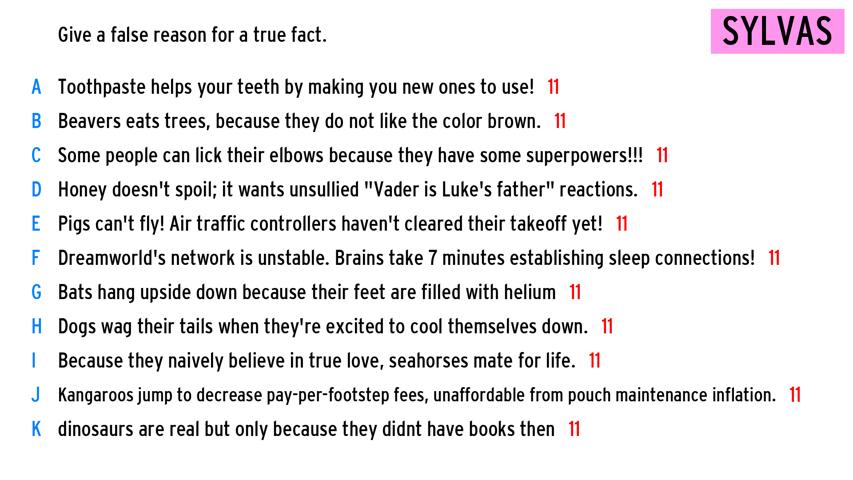 Give a false reason for a true fact.
SYLVAS
A Toothpaste helps your teeth by making you new ones to use! 11
B Beavers eats trees, because they do not like the color brown. 11
C Some people can lick their elbows because they have some superpowers!!! 11
D Honey doesn't spoil; it wants unsullied "Vader is Luke's father" reactions. 11
E Pigs can't fly! Air traffic controllers haven't cleared their takeoff yet! 11
F Dreamworld's network is unstable. Brains take 7 minutes establishing sleep connections! 11
G Bats hang upside down because their feet are filled with helium 11
H Dogs wag their tails when they're excited to cool themselves down. 11
I Because they naively believe in true love, seahorses mate for life. 11
J Kangaroos jump to decrease pay-per-footstep fees, unaffordable from pouch maintenance inflation. 11
K dinosaurs are real but only because they didnt have books then 11